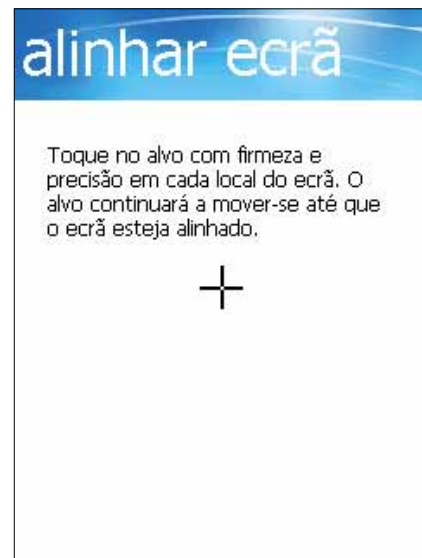 alinhar ecrã
Toque no alvo com firmeza e
precisão em cada local do ecrã. O
alvo continuará a mover-se até que
o ecrã esteja alinhado.